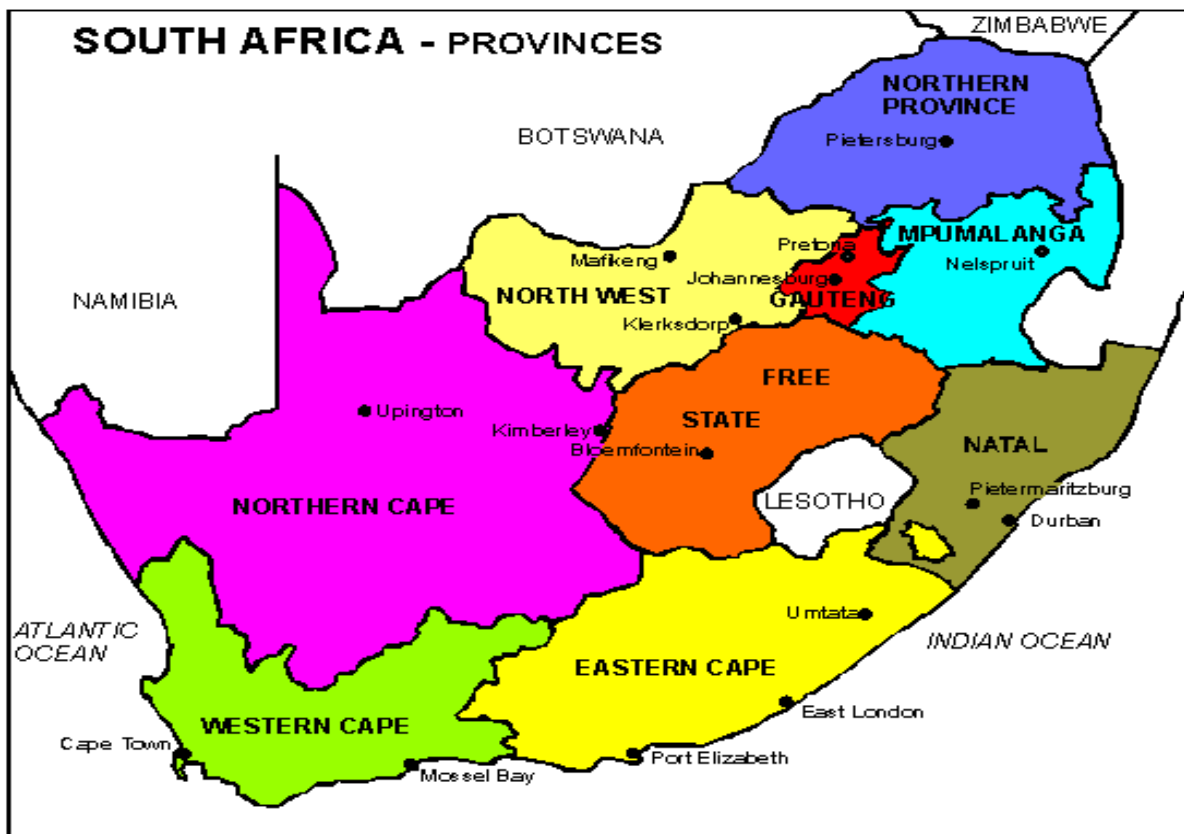 SOUTH AFRICA - PROVINCES
ZIMBABWE
NORTHERN
PROVINCE
BOTSWANA
Pietersburg
MPUMALANGA
Pretoria
Nelspruit
Mafikeng
Johannesburg
NAMIBIA
NORTH WEST
GAUTENG
Klerksdorp
FREE
STATE
Upington
Kimberley
Bloemfontein
NATAL
NORTHERN CAPE
LESOTHO
Pietermaritzburg
Durban
Umtata
ATLANTIC
OCEAN
INDIAN OCEAN
EASTERN CAPE
WESTERN CAPE
East London
Cape Town
Port Elizabeth
Mossel Bay